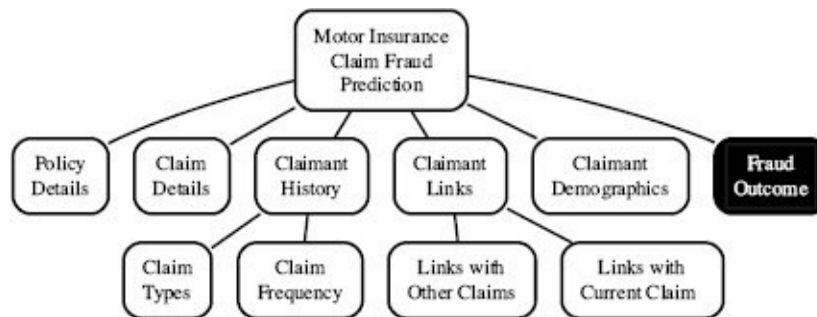 Motor Insurance
Claim Fraud
Prediction
Policy
Details
Claim
Details
Claimant
History
Claimant
Links
Claimant
Demographics
Fraud
Outcome
Claim
Types
Claim
Frequency
Links with
Other Claims
Links with
Current Claim